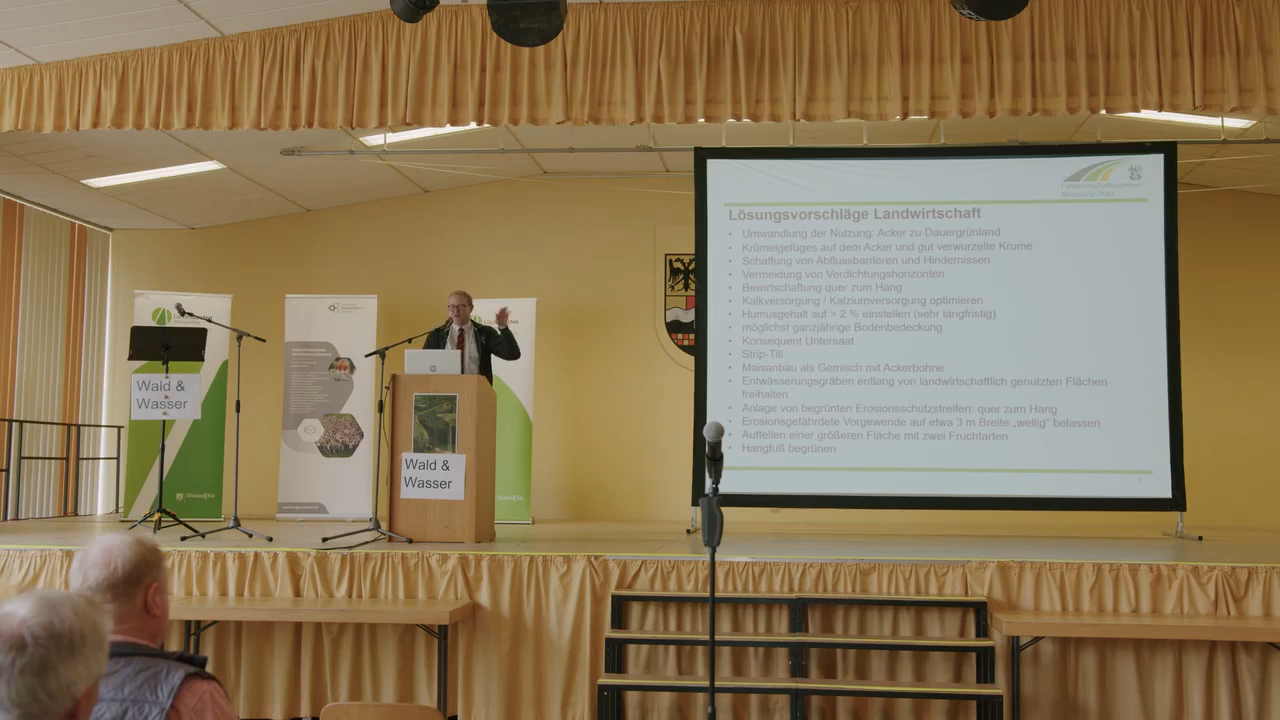 Landwirtschaftskammer
Rheinland-Pfalz
Lösungsvorschläge Landwirtschaft
• Umwandlung der Nutzung: Acker zu Dauergrünland
• Krümelgefüges auf dem Acker und gut verwurzelte Krume
• Schaffung von Abflussbarrieren und Hindernissen
• Vermeidung von Verdichtungshorizonten
• Bewirtschaftung quer zum Hang
• Kalkversorgung / Kalziumversorgung optimieren
• Humusgehalt auf > 2 % einstellen (sehr langfristig)
• möglichst ganzjährige Bodenbedeckung
• Konsequent Untersaat
• Strip-Till
• Maisanbau als Gemisch mit Ackerbohne
• Entwässerungsgräben entlang von landwirtschaftlich genutzten Flächen
freihalten
• Anlage von begrünten Erosionsschutzstreifen: quer zum Hang
• Erosionsgefährdete Vorgewende auf etwa 3 m Breite „wellig“ belassen
• Aufteilen einer größeren Fläche mit zwei Fruchtarten
• Hangfuß begrünen
Wald &
Wasser
Wald &
Wasser